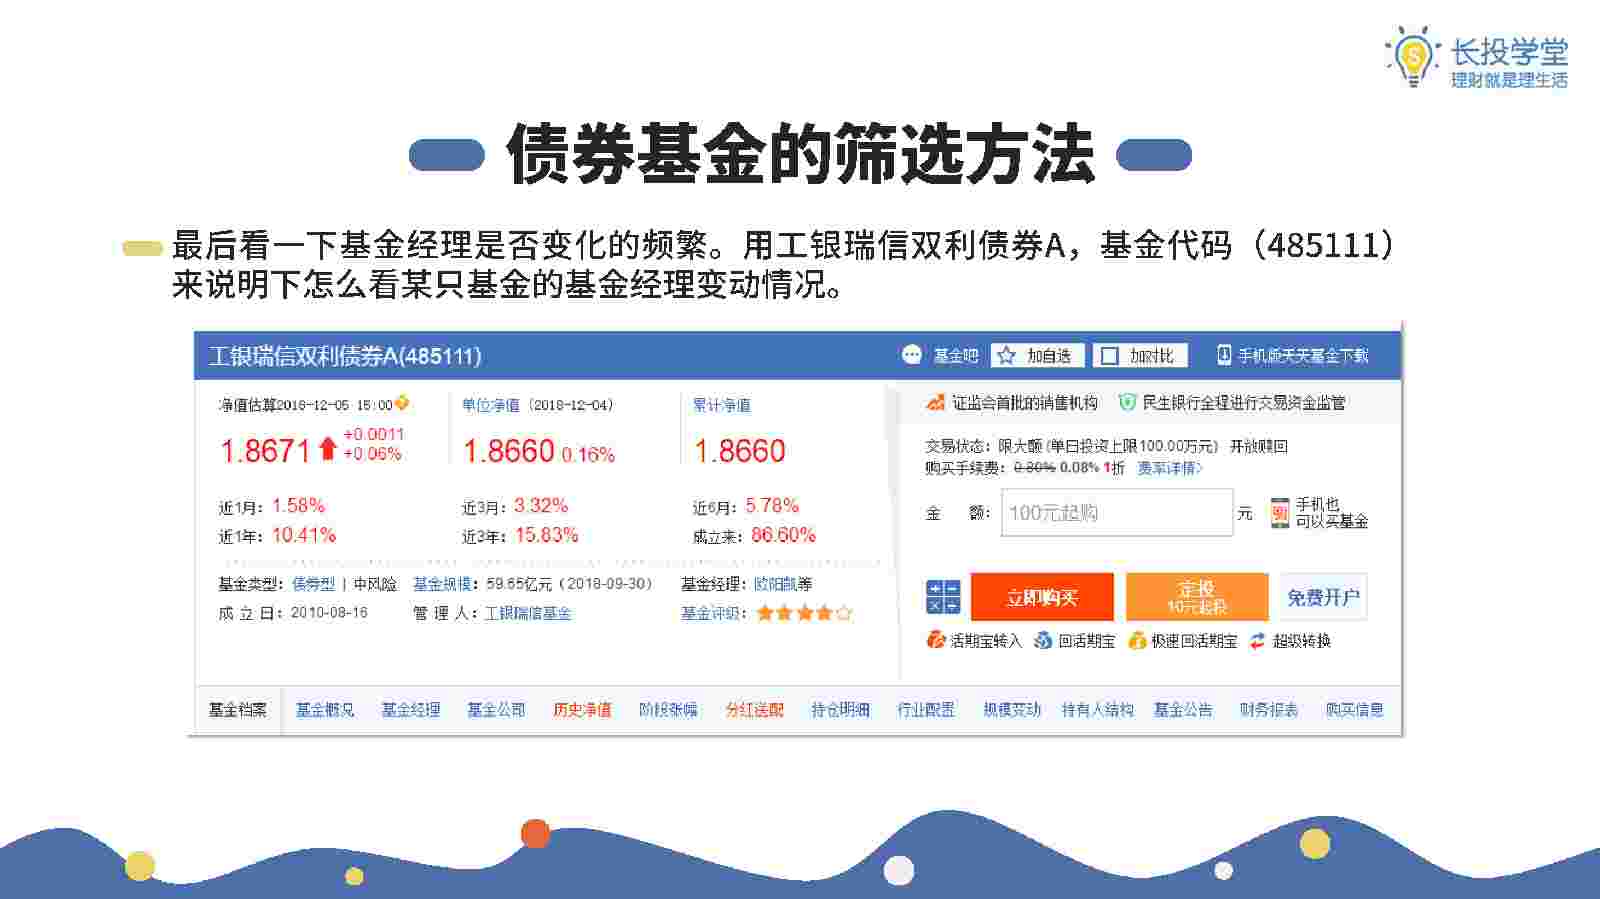 长投学堂
理财就是理生活
债券基金的筛选方法
最后看一下基金经理是否变化的频繁。用工银瑞信双利债券A，基金代码（485111）
来说明下怎么看某只基金的基金经理变动情况。
工银瑞信双利债券A(485111) 基金吧 加自选 加对比 手机版天天基金下载
净值估算2018-12-05 15:00 单位净值（2018-12-04） 累计净值
1.8671 +0.0011 +0.06% 1.8660 0.16% 1.8660
近1月：1.58% 近3月：3.32% 近6月：5.78%
近1年：10.41% 近3年：15.83% 成立来：86.60%
基金类型：债券型 | 中风险 基金规模：59.65亿元（2018-09-30） 基金经理：欧阳凯等
成 立 日：2010-08-16 管 理 人：工银瑞信基金 基金评级：
证监会首批的销售机构 民生银行全程进行交易资金监管
交易状态：限大额 (单日投资上限100.00万元) 开放赎回
购买手续费：0.80% 0.08% 1折 费率详情>
金 额： 100元起购 元 手机也
可以买基金
立即购买 定投 免费开户
10元起投
活期宝转入 回活期宝 极速回活期宝 超级转换
基金档案 基金概况 基金经理 基金公司 历史净值 阶段涨幅 分红送配 持仓明细 行业配置 规模变动 持有人结构 基金公告 财务报表 购买信息